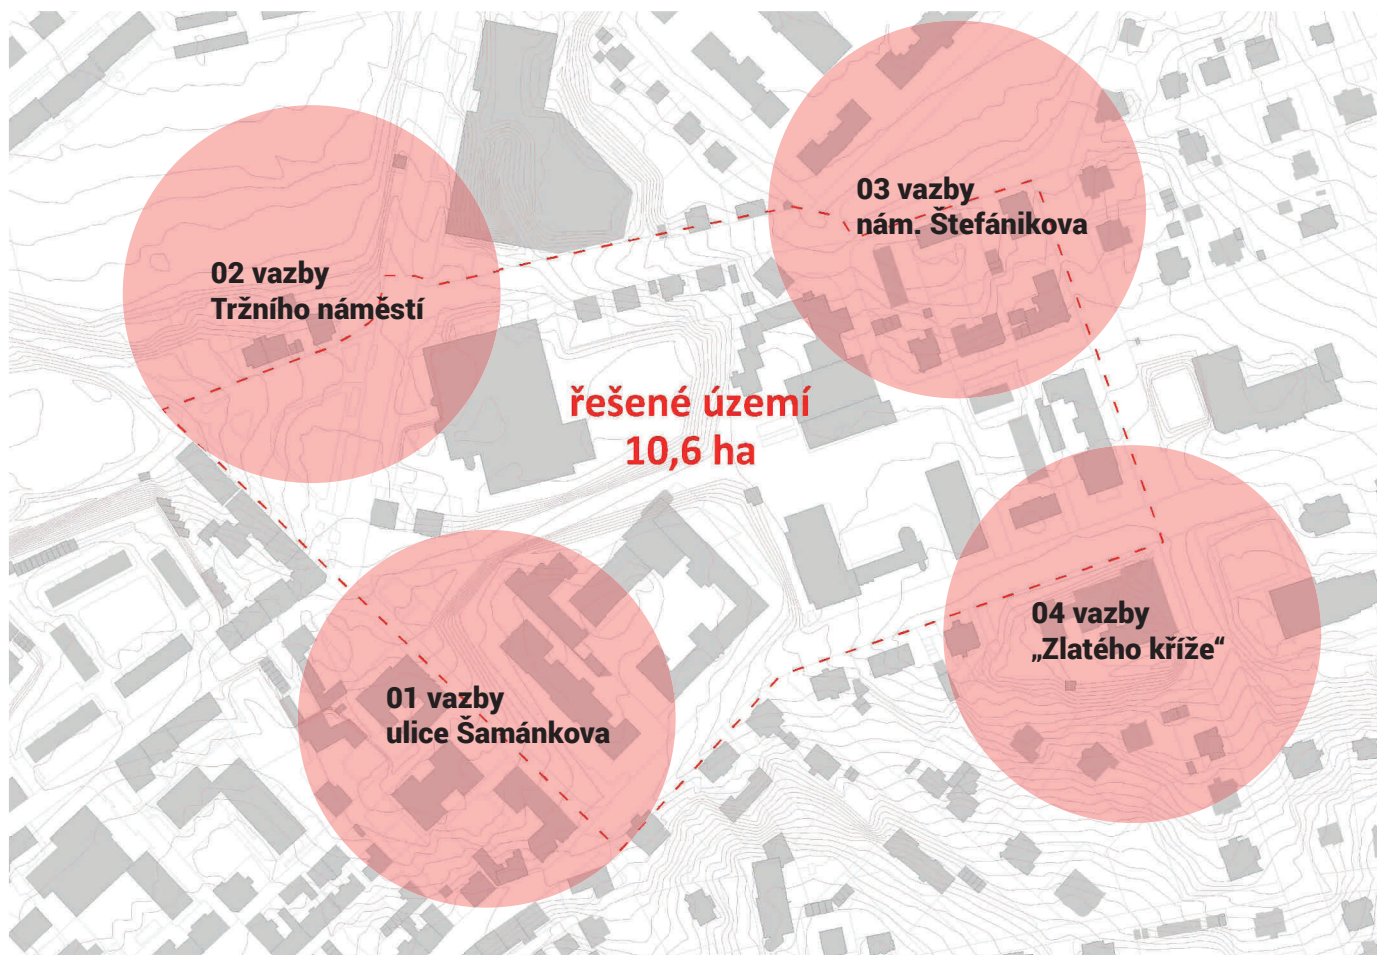 03 vazby
nám. Štefánikova
02 vazby
Tržního náměstí
řešené území
10,6 ha
04 vazby
„Zlatého kříže“
01 vazby
ulice Šamánkova